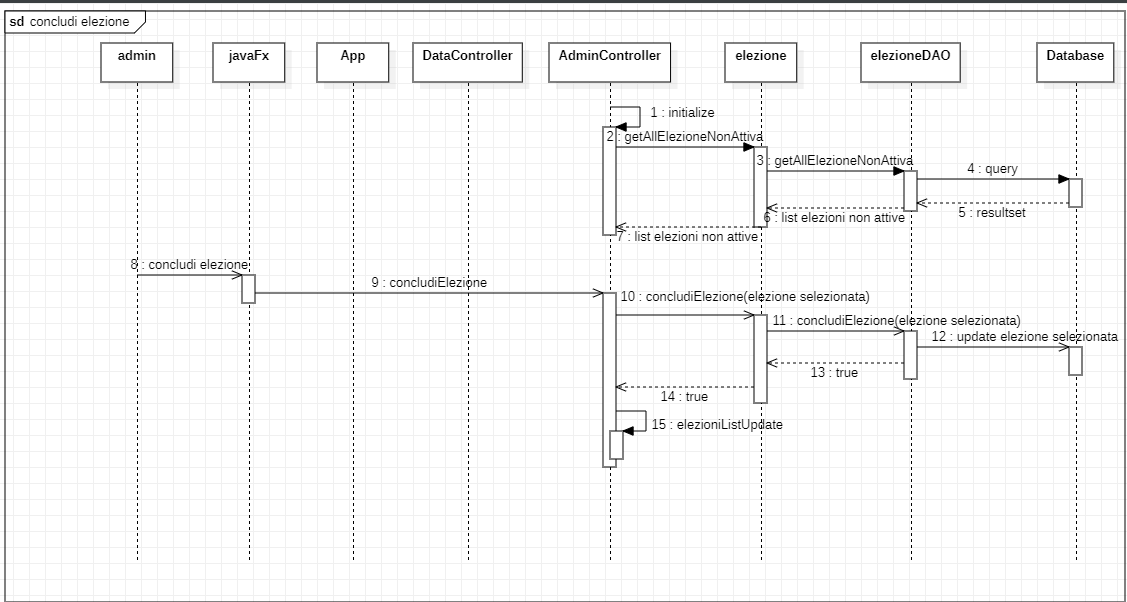 sd concludi elezione
admin
javaFx
App
DataController
AdminController
elezione
elezioneDAO
Database
1 : initialize
2 : getAllElezioneNonAttiva
3 : getAllElezioneNonAttiva
4 : query
5 : resultset
6 : list elezioni non attive
7 : list elezioni non attive
8 : concludi elezione
9 : concludiElezione
10 : concludiElezione(elezione selezionata)
11 : concludiElezione(elezione selezionata)
12 : update elezione selezionata
13 : true
14 : true
15 : elezioniListUpdate